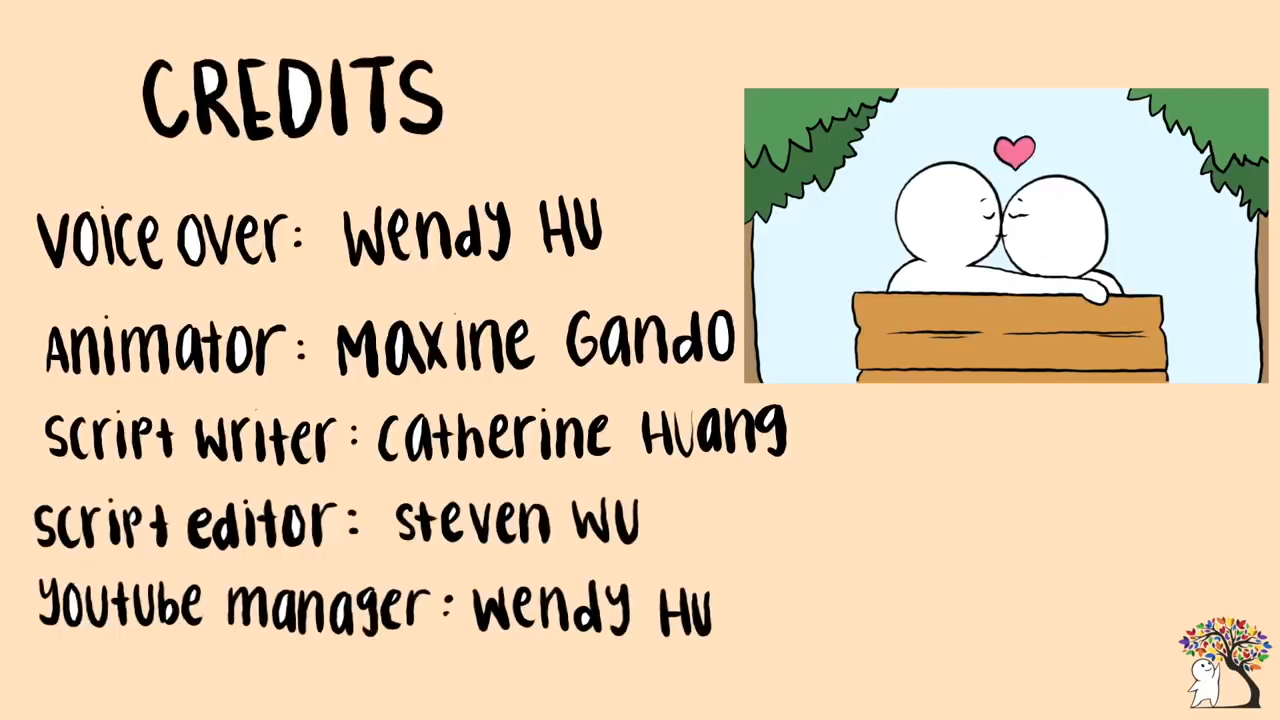 CREDITS
Voice over: Wendy HU
Animator: Maxine Gando
Script writer: Catherine Huang
Script editor: Steven WU
Youtube manager: Wendy HU